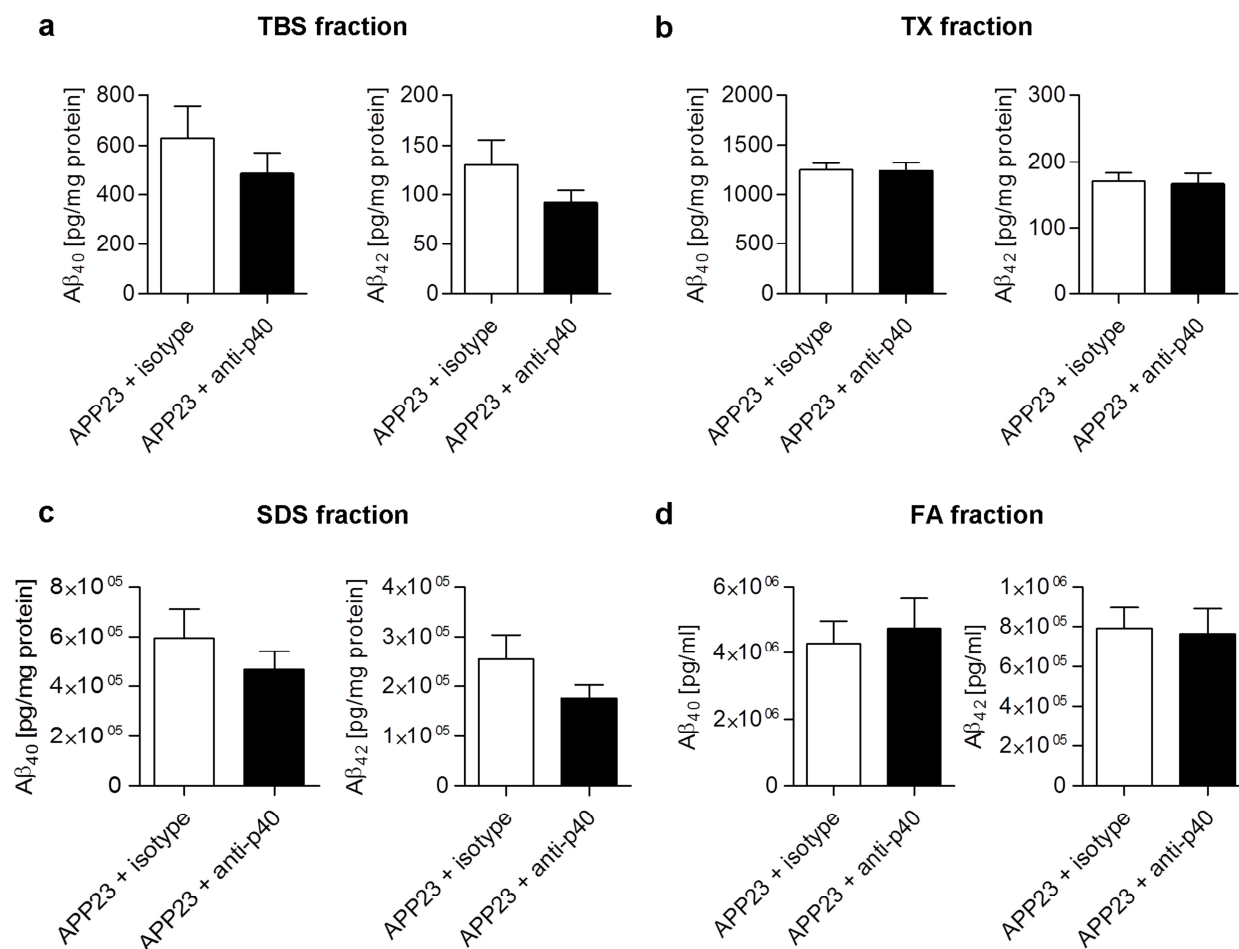 a
TBS fraction
Aβ40 [pg/mg protein]
800
600
400
200
0
APP23 + isotype
APP23 + anti-p40
Aβ42 [pg/mg protein]
200
150
100
50
0
APP23 + isotype
APP23 + anti-p40
b
TX fraction
Aβ40 [pg/mg protein]
2000
1500
1000
500
0
APP23 + isotype
APP23 + anti-p40
Aβ42 [pg/mg protein]
300
200
100
0
APP23 + isotype
APP23 + anti-p40
c
SDS fraction
Aβ40 [pg/mg protein]
8×10 05
6×10 05
4×10 05
2×10 05
0
APP23 + isotype
APP23 + anti-p40
Aβ42 [pg/mg protein]
4×10 05
3×10 05
2×10 05
1×10 05
0
APP23 + isotype
APP23 + anti-p40
d
FA fraction
Aβ40 [pg/ml]
6×10 06
4×10 06
2×10 06
0
APP23 + isotype
APP23 + anti-p40
Aβ42 [pg/ml]
1×10 06
8×10 05
6×10 05
4×10 05
2×10 05
0
APP23 + isotype
APP23 + anti-p40